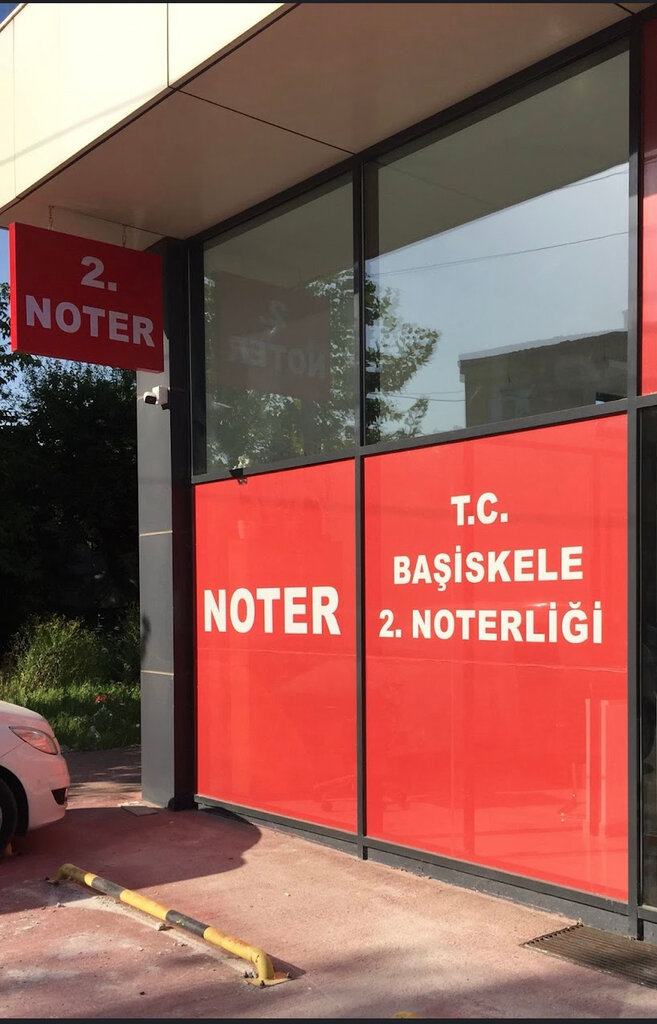 2.
NOTER
NOTER
T.C.
BAŞİSKELE
2. NOTERLİĞİ